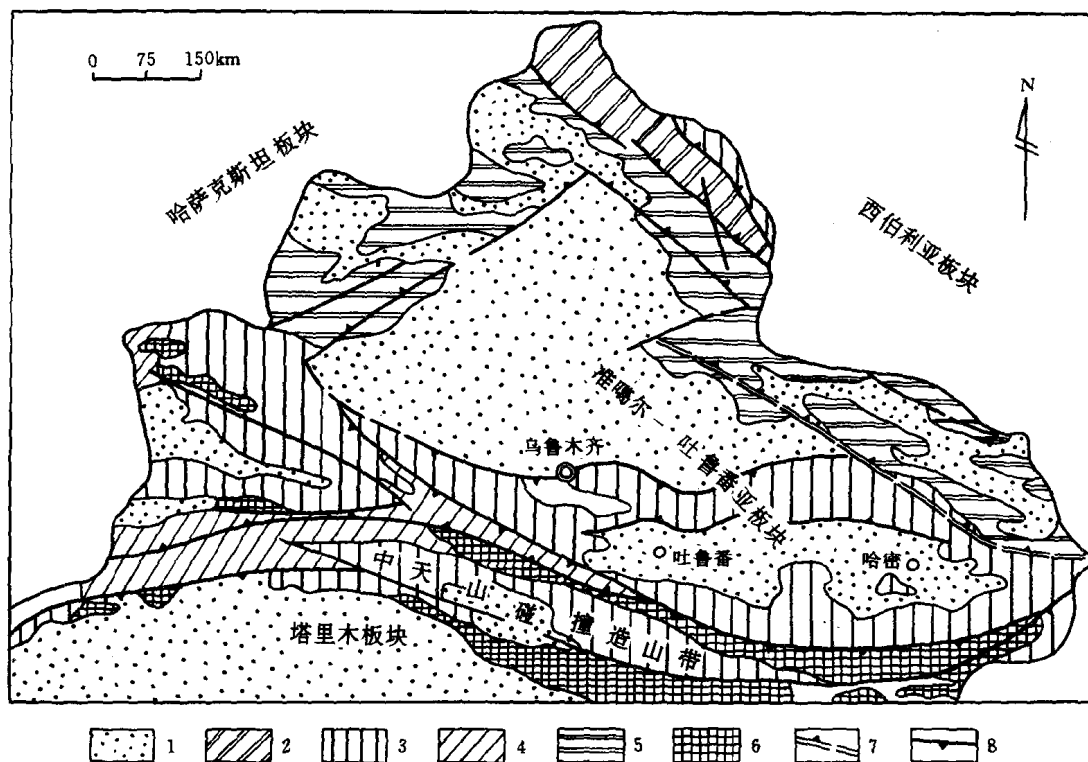 0 75 150km
N
哈萨克斯坦板块
西伯利亚板块
准噶尔-吐鲁番亚板块
乌鲁木齐
吐鲁番
哈密
中天山碰撞造山带
塔里木板块
1 2 3 4 5 6 7 8